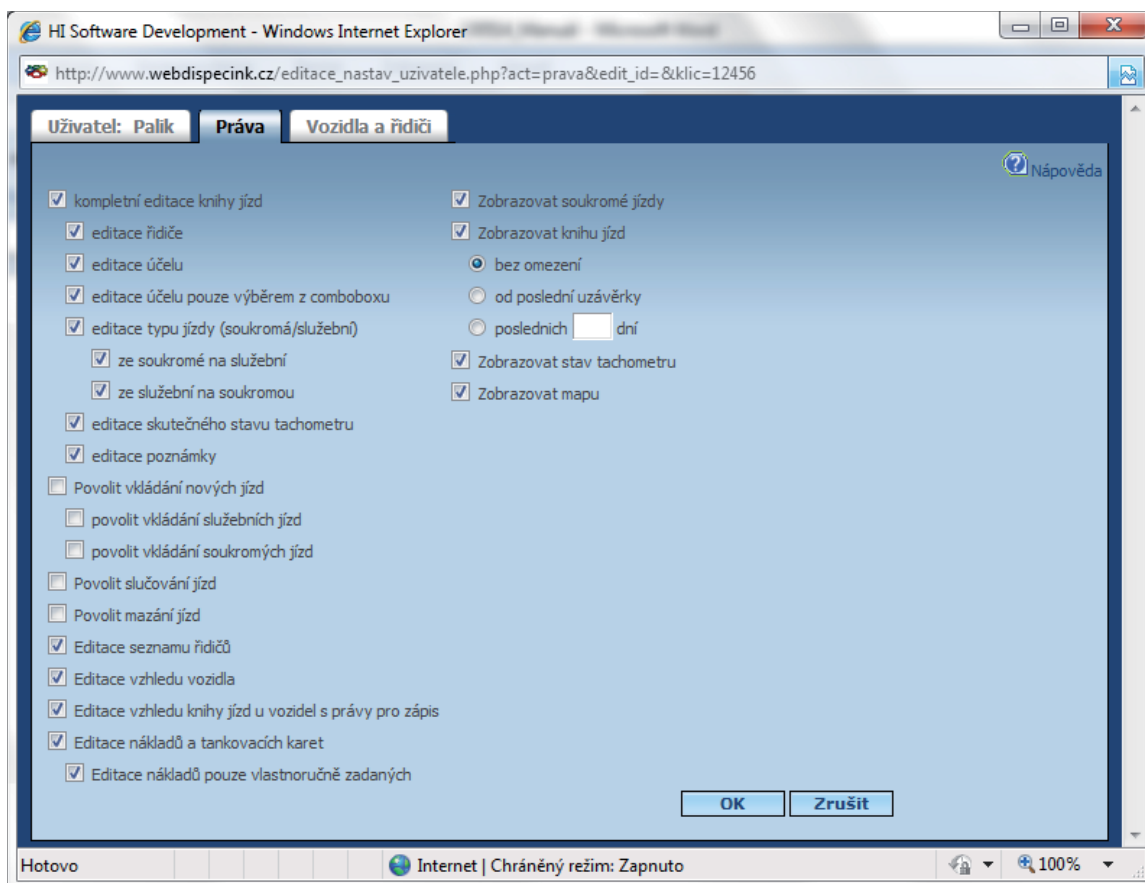 HI Software Development - Windows Internet Explorer
http://www.webdispecink.cz/editace_nastav_uzivatele.php?act=prava&edit_id=&klic=12456
Uživatel: Palik Práva Vozidla a řidiči
Nápověda
kompletní editace knihy jízd
editace řidiče
editace účelu
editace účelu pouze výběrem z comboboxu
editace typu jízdy (soukromá/služební)
ze soukromé na služební
ze služební na soukromou
editace skutečného stavu tachometru
editace poznámky
Povolit vkládání nových jízd
povolit vkládání služebních jízd
povolit vkládání soukromých jízd
Povolit slučování jízd
Povolit mazání jízd
Editace seznamu řidičů
Editace vzhledu vozidla
Editace vzhledu knihy jízd u vozidel s právy pro zápis
Editace nákladů a tankovacích karet
Editace nákladů pouze vlastnoručně zadaných
Zobrazovat soukromé jízdy
Zobrazovat knihu jízd
bez omezení
od poslední uzávěrky
posledních dní
Zobrazovat stav tachometru
Zobrazovat mapu
OK Zrušit
Hotovo Internet | Chráněný režim: Zapnuto 100%